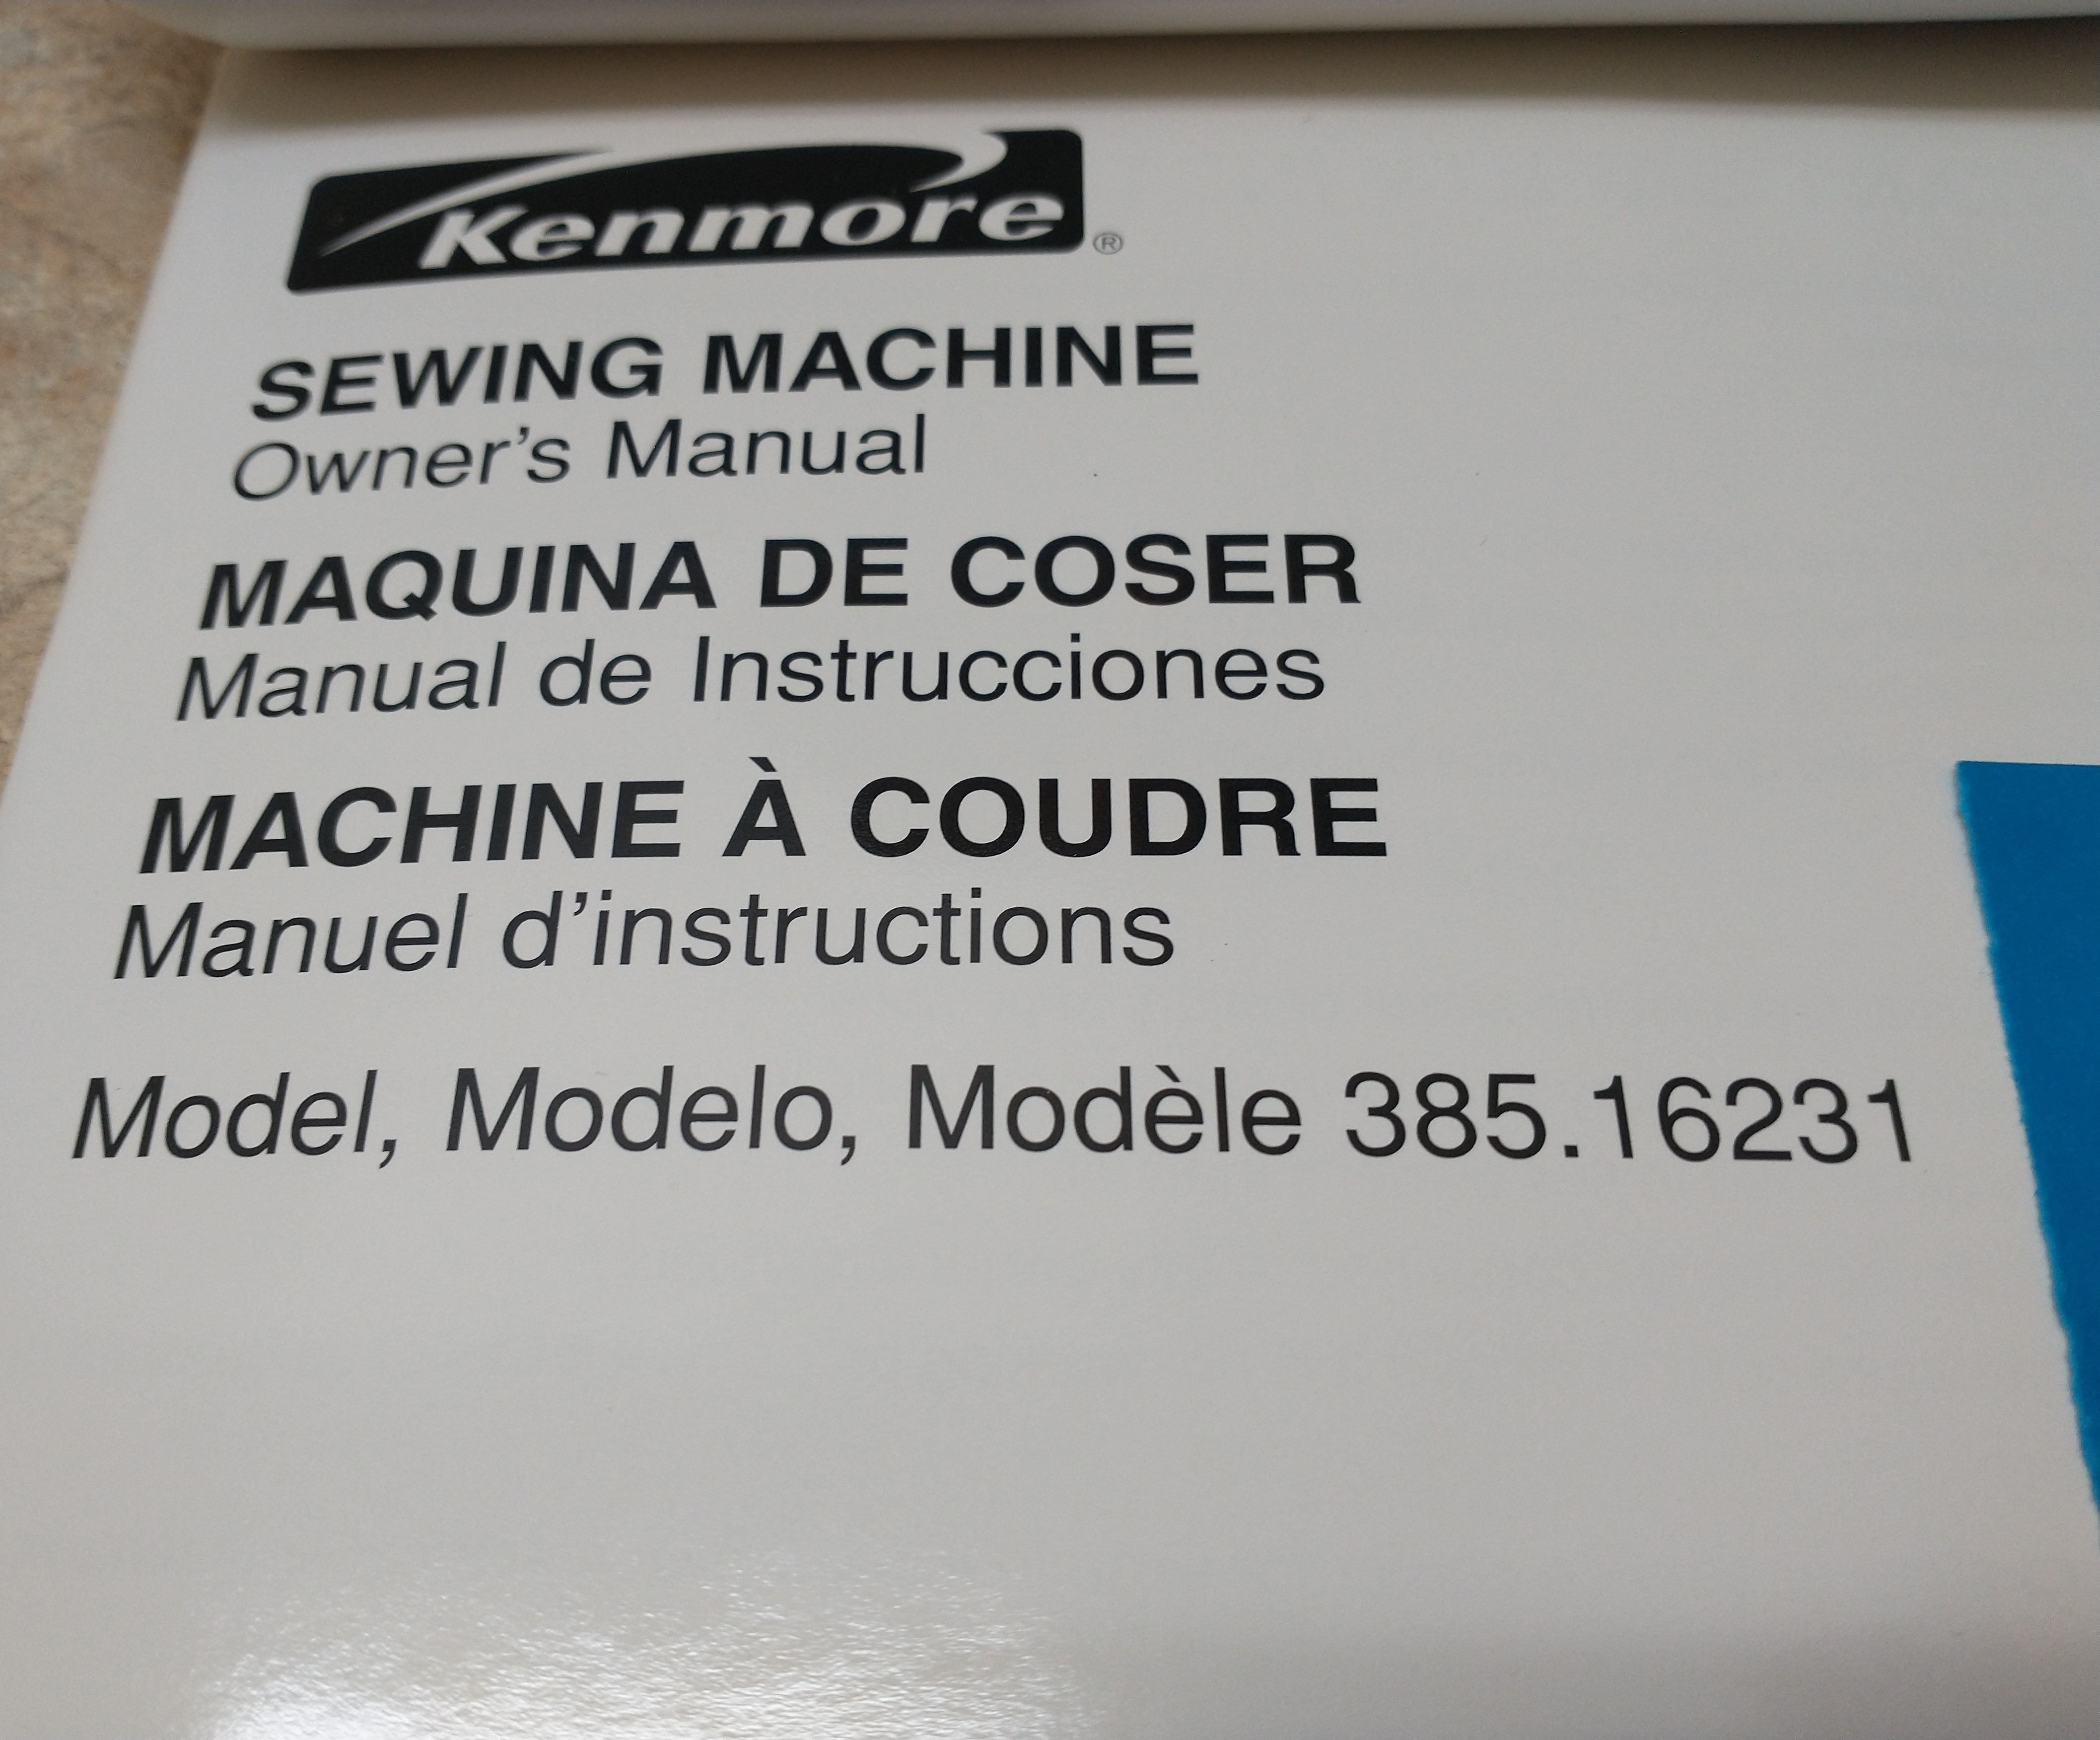 Kenmore®
SEWING MACHINE
Owner's Manual
MAQUINA DE COSER
Manual de Instrucciones
MACHINE À COUDRE
Manuel d'instructions
Model, Modelo, Modèle 385.16231